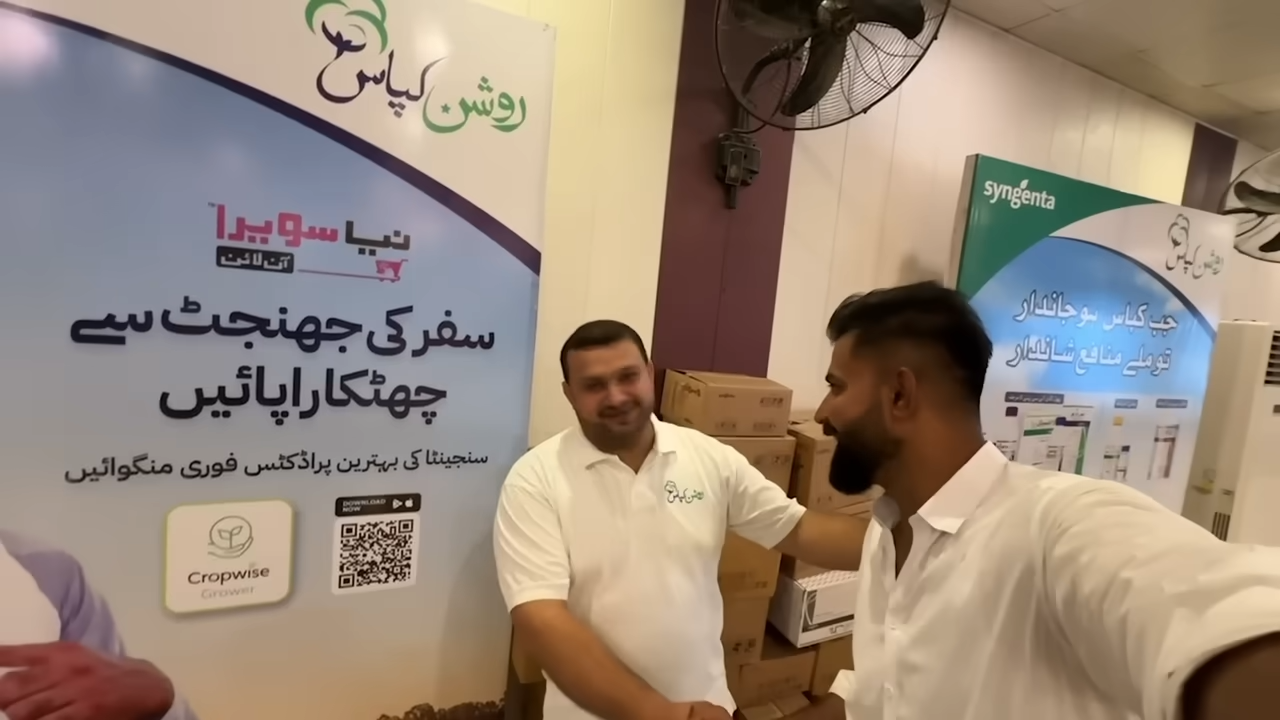 روشن کپاس
نیا سویرا
آن لائن
سفر کی جھنجٹ سے
چھٹکارا پائیں
سنجینٹا کی بہترین پراڈکٹس فوری منگوائیں
DOWNLOAD
NOW
Cropwise
Grower
روشن کپاس
syngenta
روشن کپاس
جب کپاس ہو جاندار
تو ملے منافع شاندار